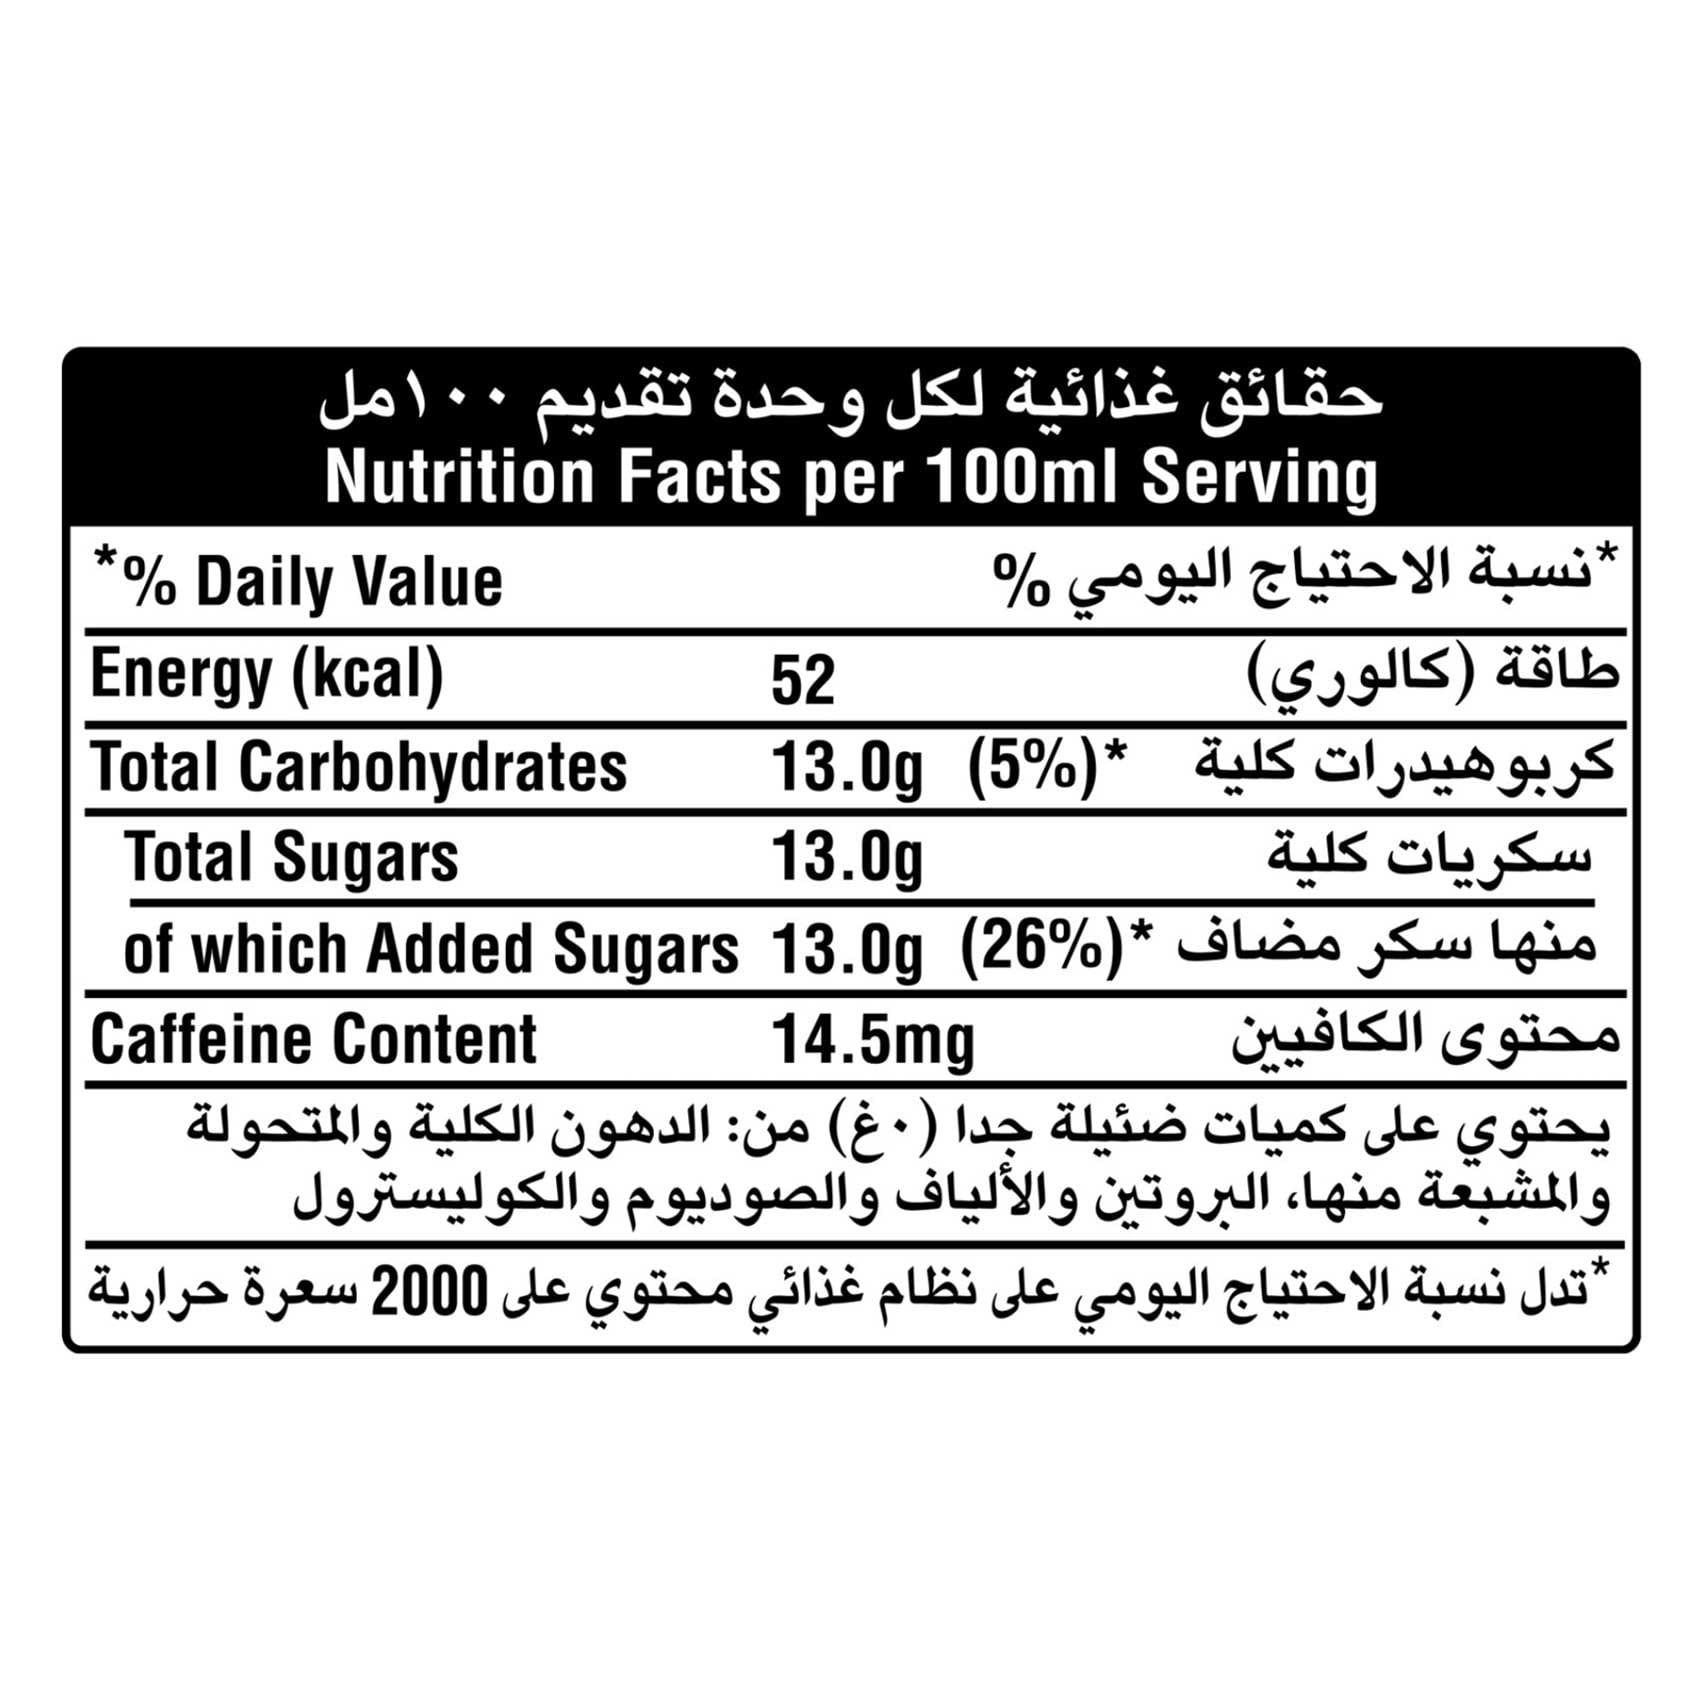 حقائق غذائية لكل وحدة تقديم ١٠٠مل
Nutrition Facts per 100ml Serving
*% Daily Value % نسبة الاحتياج اليومي*
Energy (kcal) 52 طاقة (كالوري)
Total Carbohydrates 13.0g (5%)* كربوهيدرات كلية
Total Sugars 13.0g سكريات كلية
of which Added Sugars 13.0g (26%)* منها سكر مضاف
Caffeine Content 14.5mg محتوى الكافيين
يحتوي على كميات ضئيلة جدا (٠غ) من: الدهون الكلية والمتحولة
والمشبعة منها، البروتين والألياف والصوديوم والكوليسترول
*تدل نسبة الاحتياج اليومي على نظام غذائي محتوي على 2000 سعرة حرارية